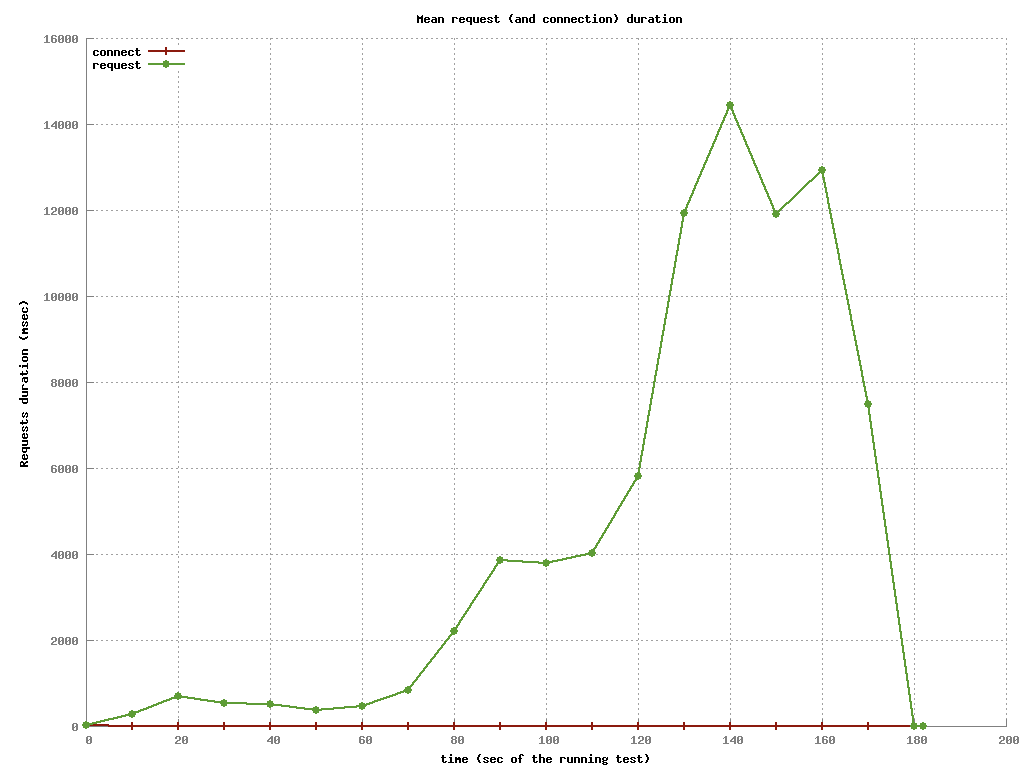 Mean request (and connection) duration
16000
connect
request
14000
12000
10000
8000
6000
4000
2000
0
Requests duration (msec)
0 20 40 60 80 100 120 140 160 180 200
time (sec of the running test)